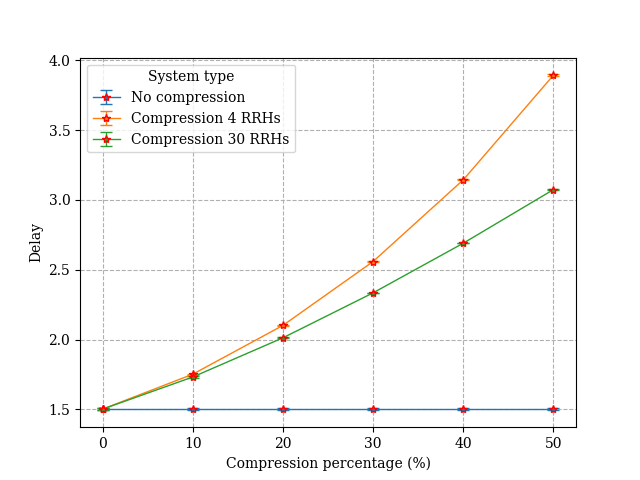 4.0
3.5
3.0
2.5
2.0
1.5
Delay
System type
No compression
Compression 4 RRHs
Compression 30 RRHs
0 10 20 30 40 50
Compression percentage (%)